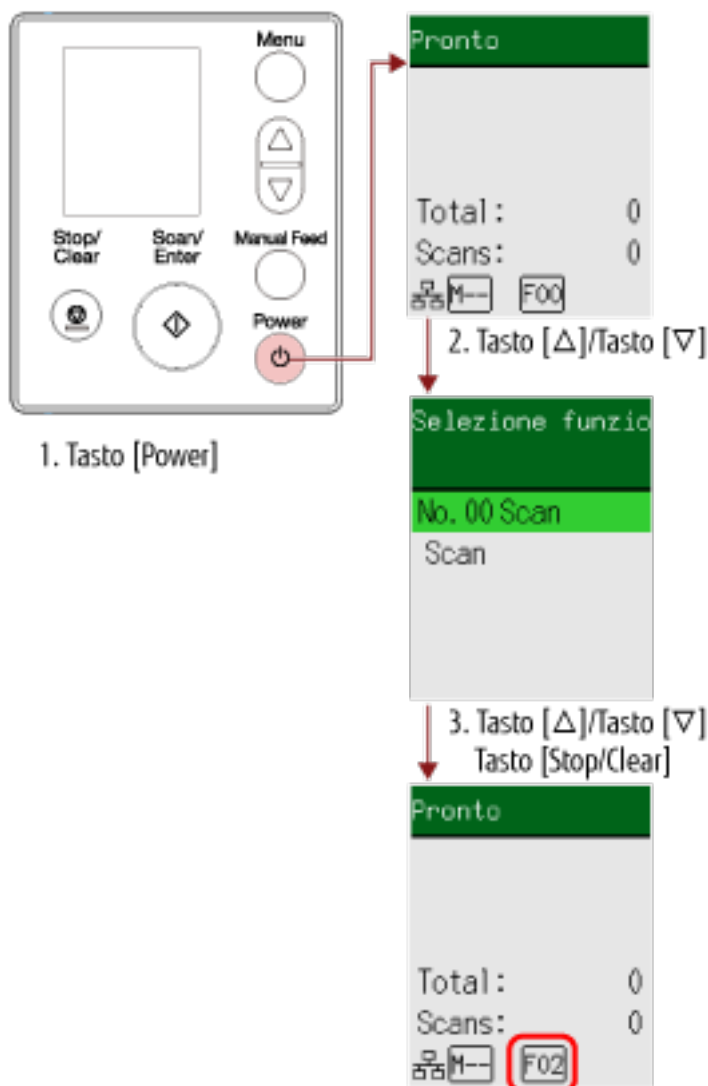 Menu
Stop/
Clear
Scan/
Enter
Manual Feed
Power
1. Tasto [Power]
Pronto
Total: 0
Scans: 0
M-- F00
2. Tasto [△]/Tasto [▽]
Selezione funzio
No. 00 Scan
Scan
3. Tasto [△]/Tasto [▽]
Tasto [Stop/Clear]
Pronto
Total: 0
Scans: 0
M-- F02